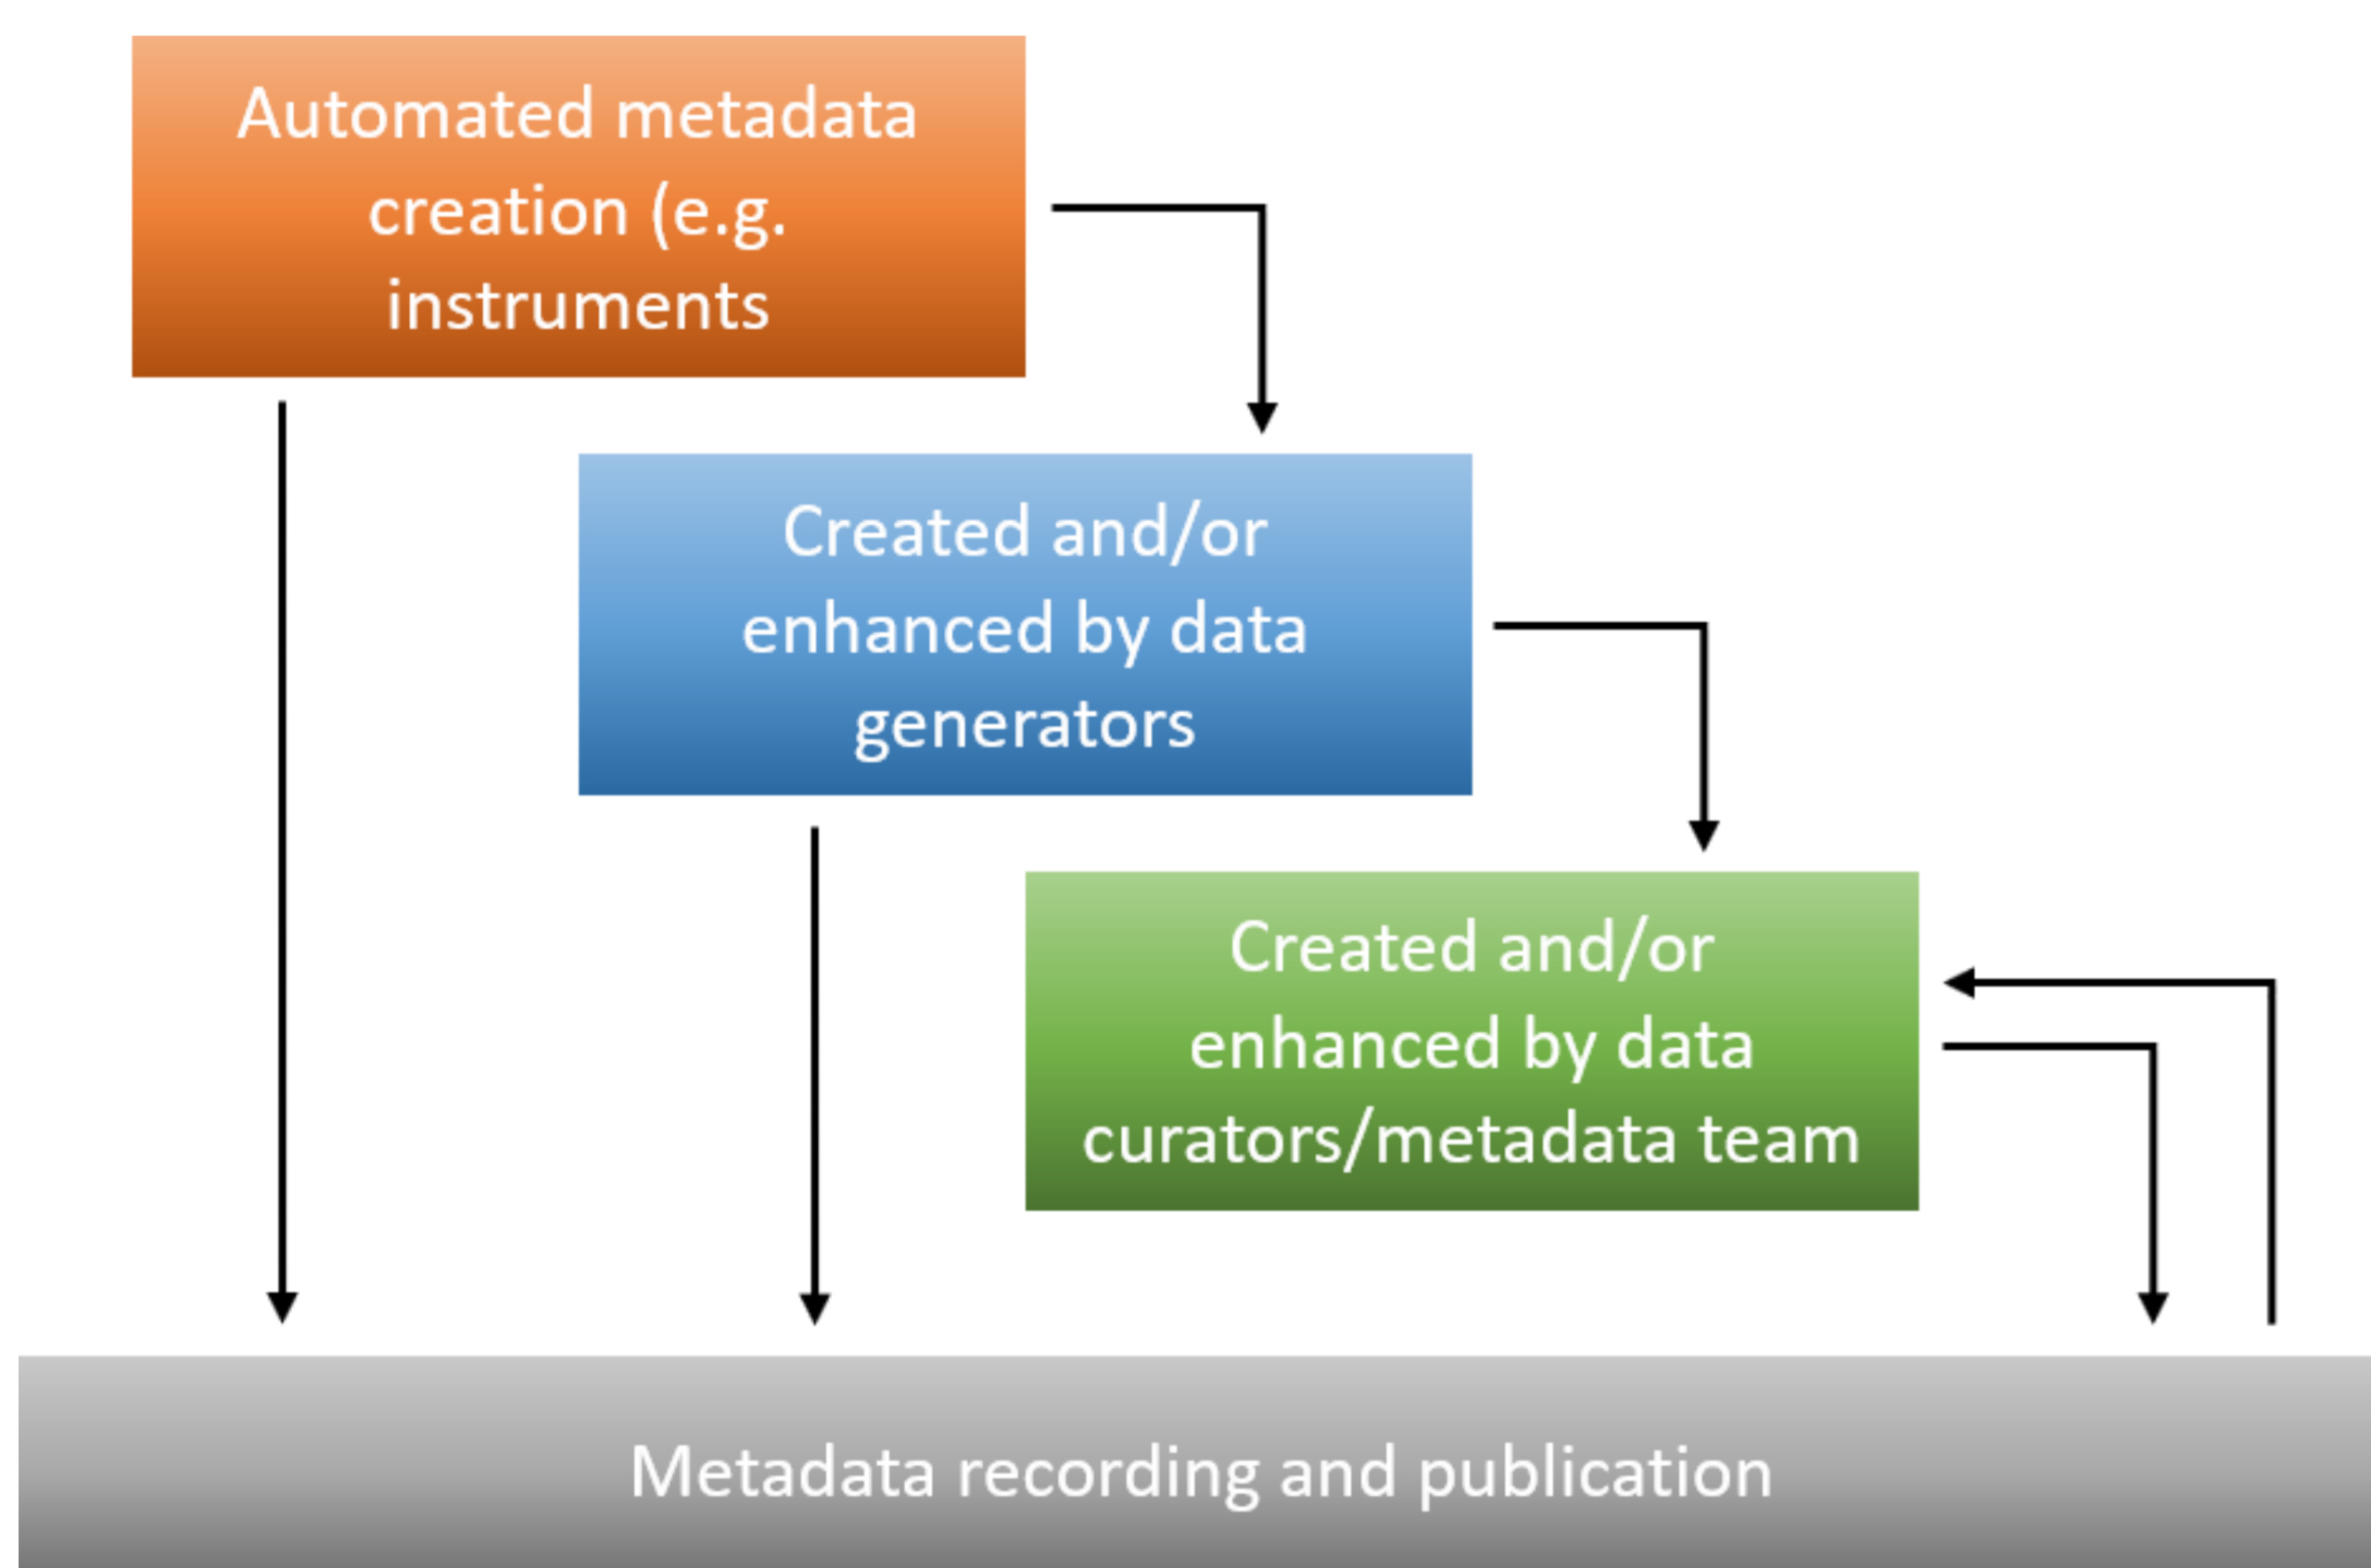 Automated metadata
creation (e.g.
instruments
Created and/or
enhanced by data
generators
Created and/or
enhanced by data
curators/metadata team
Metadata recording and publication